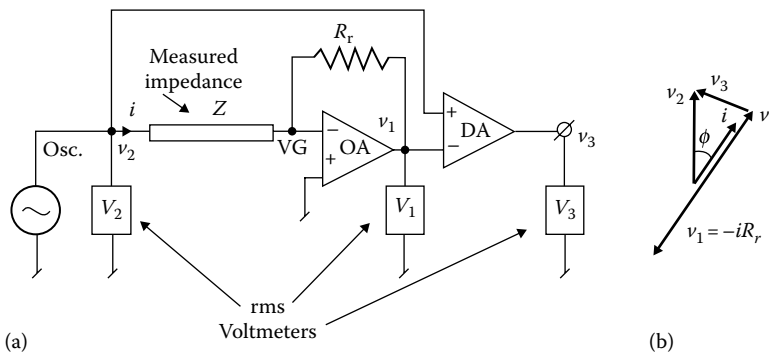 R_r
Measured
impedance
i
Z
v_1
v_2
v_3
i
v
ϕ
Osc.
v_2
VG
−
+
OA
+
−
DA
v_3
V_2
V_1
V_3
v_1 = −iR_r
rms
Voltmeters
(a)
(b)